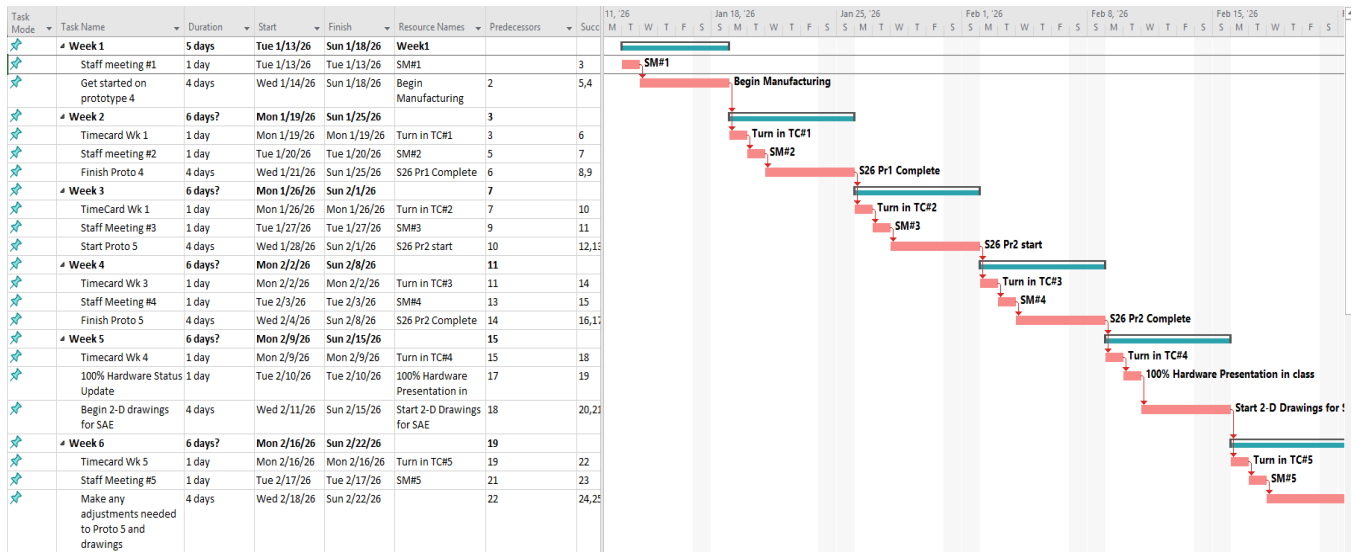 Task Mode Task Name Duration Start Finish Resource Names Predecessors Succ
11, '26 Jan 18, '26 Jan 25, '26 Feb 1, '26 Feb 8, '26 Feb 15, '26
M T W T F S S M T W T F S S M T W T F S S M T W T F S S M T W T F S S M T W T F S
Week 1 5 days Tue 1/13/26 Sun 1/18/26 Week1
Staff meeting #1 1 day Tue 1/13/26 Tue 1/13/26 SM#1 3 SM#1
Get started on prototype 4 4 days Wed 1/14/26 Sun 1/18/26 Begin Manufacturing 2 5,4 Begin Manufacturing
Week 2 6 days? Mon 1/19/26 Sun 1/25/26 3
Timecard Wk 1 1 day Mon 1/19/26 Mon 1/19/26 Turn in TC#1 3 6 Turn in TC#1
Staff meeting #2 1 day Tue 1/20/26 Tue 1/20/26 SM#2 5 7 SM#2
Finish Proto 4 4 days Wed 1/21/26 Sun 1/25/26 S26 Pr1 Complete 6 8,9 S26 Pr1 Complete
Week 3 6 days? Mon 1/26/26 Sun 2/1/26 7
TimeCard Wk 1 1 day Mon 1/26/26 Mon 1/26/26 Turn in TC#2 7 10 Turn in TC#2
Staff Meeting #3 1 day Tue 1/27/26 Tue 1/27/26 SM#3 9 11 SM#3
Start Proto 5 4 days Wed 1/28/26 Sun 2/1/26 S26 Pr2 start 10 12,13 S26 Pr2 start
Week 4 6 days? Mon 2/2/26 Sun 2/8/26 11
Timecard Wk 3 1 day Mon 2/2/26 Mon 2/2/26 Turn in TC#3 11 14 Turn in TC#3
Staff Meeting #4 1 day Tue 2/3/26 Tue 2/3/26 SM#4 13 15 SM#4
Finish Proto 5 4 days Wed 2/4/26 Sun 2/8/26 S26 Pr2 Complete 14 16,17 S26 Pr2 Complete
Week 5 6 days? Mon 2/9/26 Sun 2/15/26 15
Timecard Wk 4 1 day Mon 2/9/26 Mon 2/9/26 Turn in TC#4 15 18 Turn in TC#4
100% Hardware Status Update 1 day Tue 2/10/26 Tue 2/10/26 100% Hardware Presentation in 17 19 100% Hardware Presentation in class
Begin 2-D drawings for SAE 4 days Wed 2/11/26 Sun 2/15/26 Start 2-D Drawings for SAE 18 20,21 Start 2-D Drawings for
Week 6 6 days? Mon 2/16/26 Sun 2/22/26 19
Timecard Wk 5 1 day Mon 2/16/26 Mon 2/16/26 Turn in TC#5 19 22 Turn in TC#5
Staff Meeting #5 1 day Tue 2/17/26 Tue 2/17/26 SM#5 21 23 SM#5
Make any adjustments needed to Proto 5 and drawings 4 days Wed 2/18/26 Sun 2/22/26 22 24,25